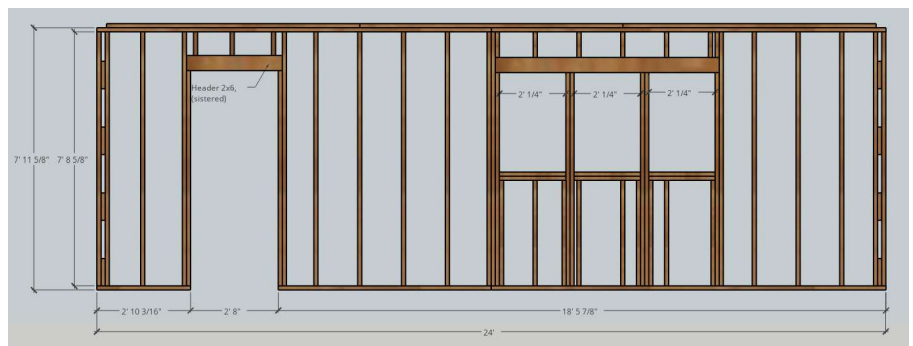 Header 2x6,
(sistered)
2' 1/4" 2' 1/4" 2' 1/4"
7' 11 5/8" 7' 8 5/8"
2' 10 3/16" 2' 8" 18' 5 7/8"
24'